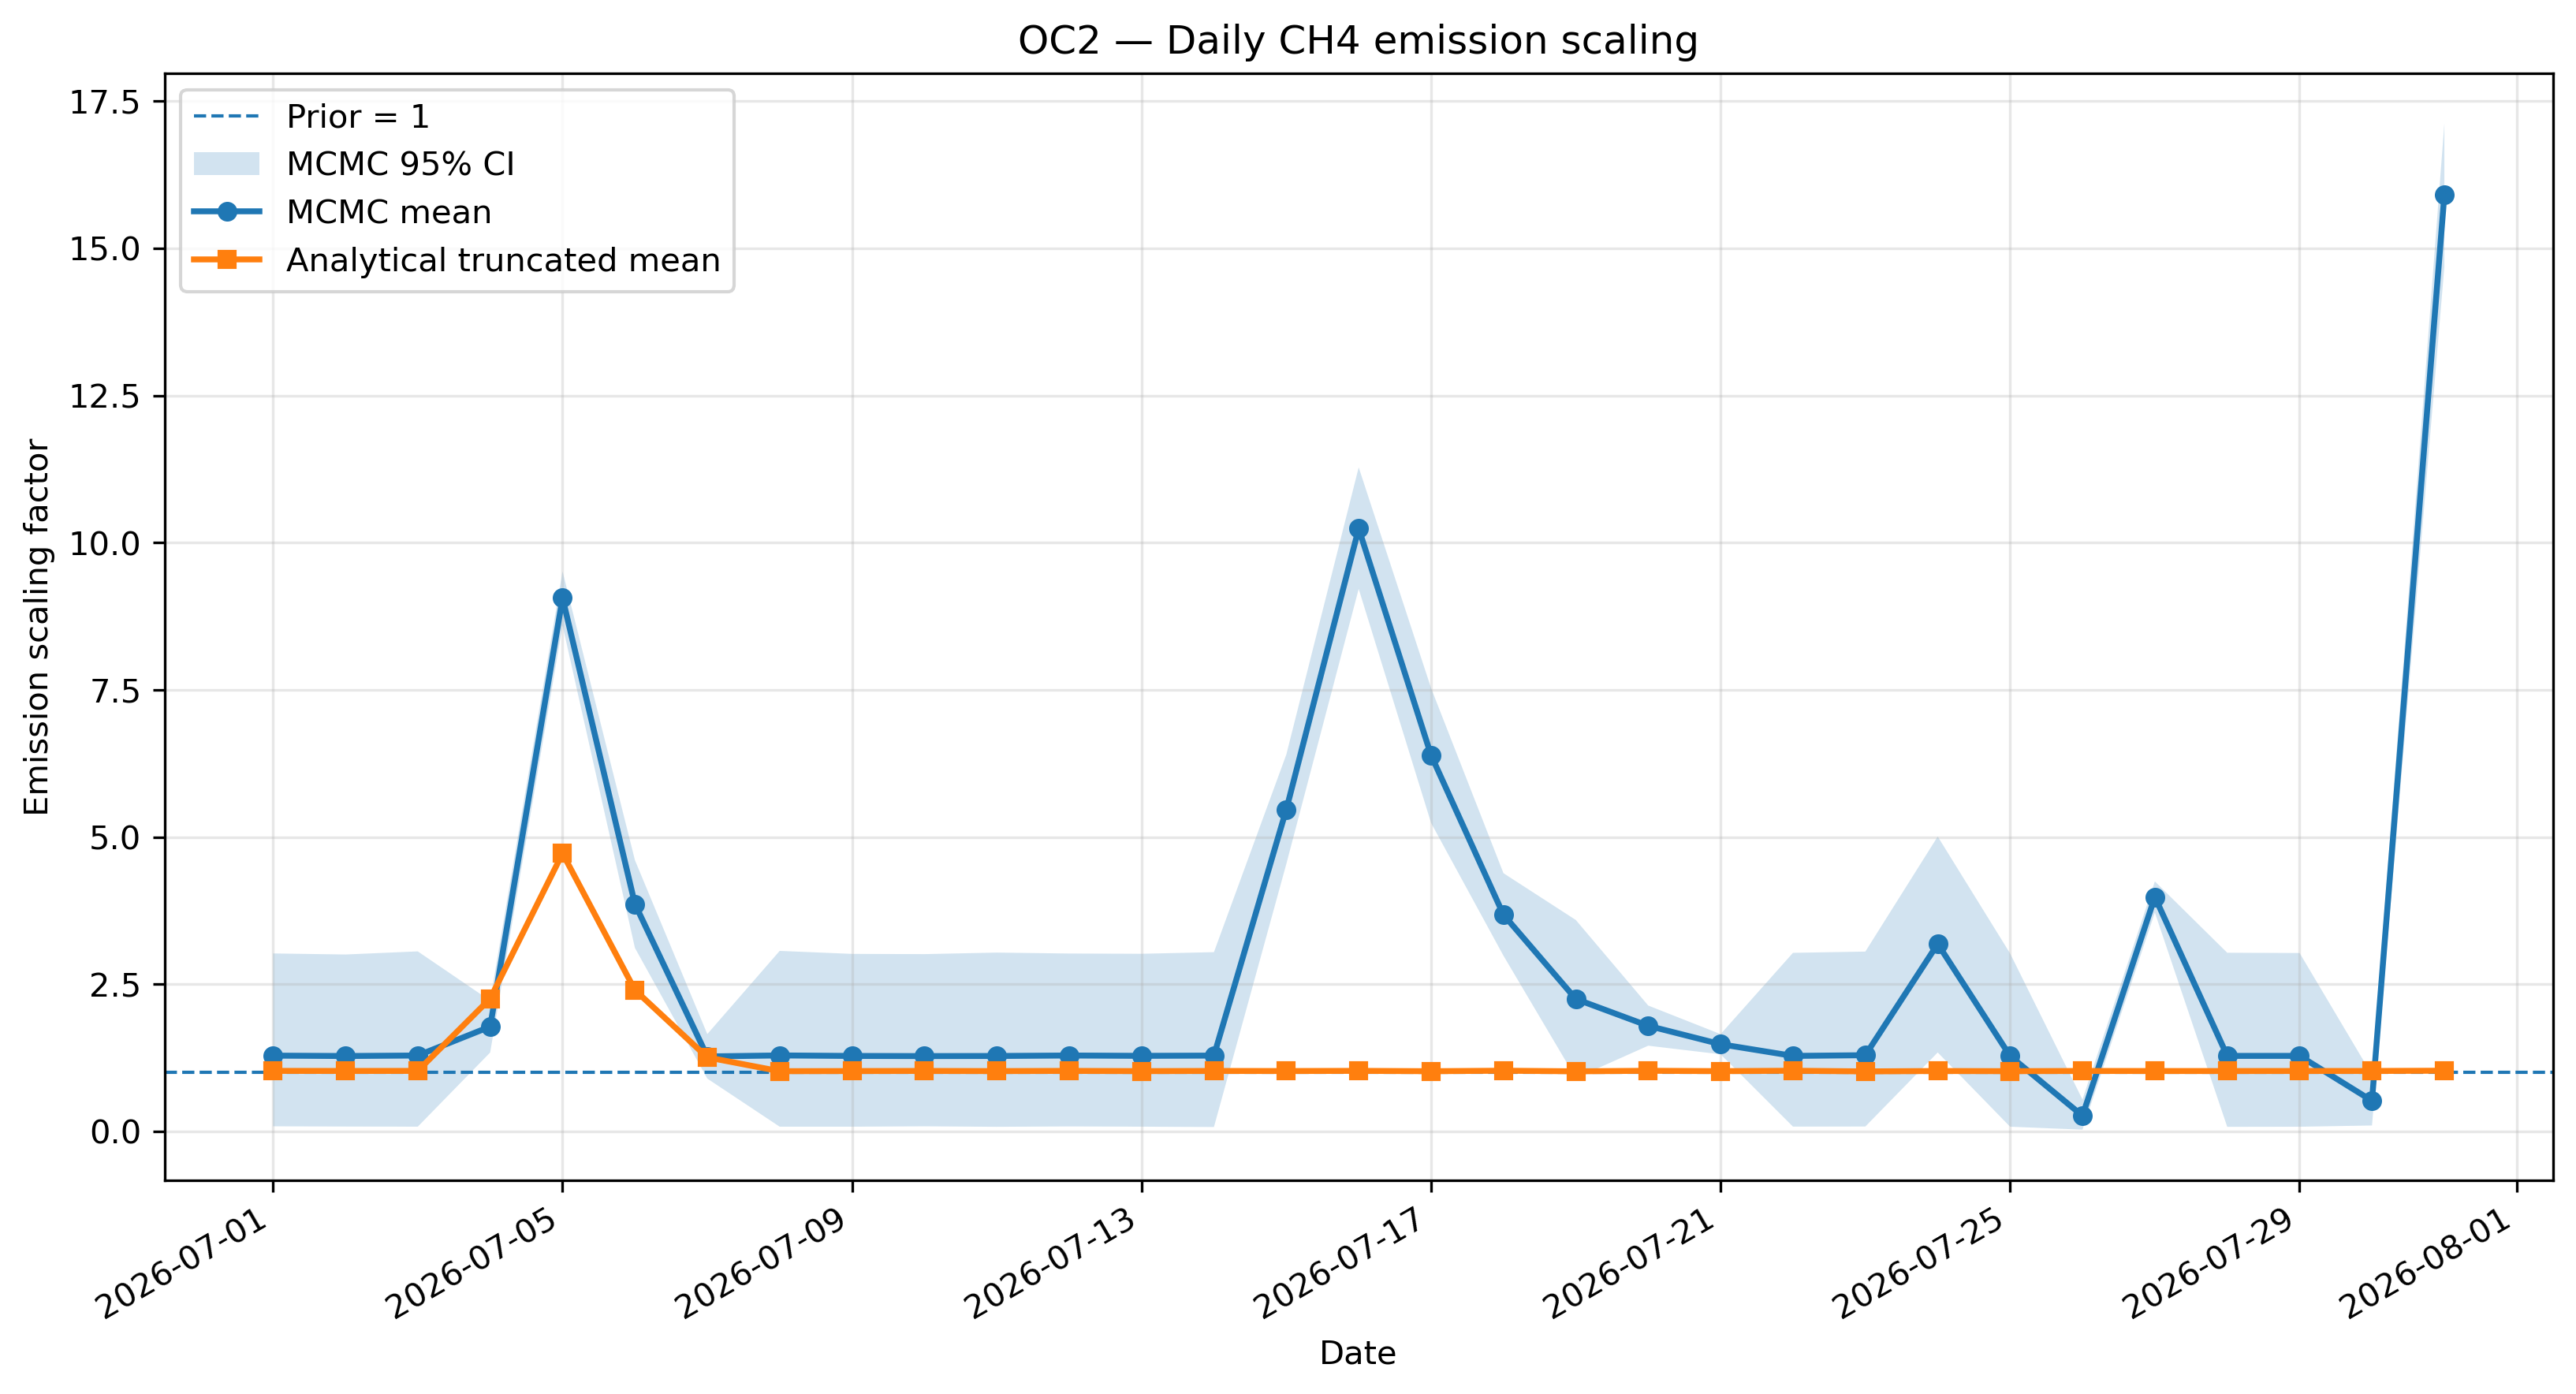 OC2 — Daily CH4 emission scaling
Prior = 1
MCMC 95% CI
MCMC mean
Analytical truncated mean
Emission scaling factor
17.5
15.0
12.5
10.0
7.5
5.0
2.5
0.0
2026-07-01
2026-07-05
2026-07-09
2026-07-13
2026-07-17
2026-07-21
2026-07-25
2026-07-29
2026-08-01
Date